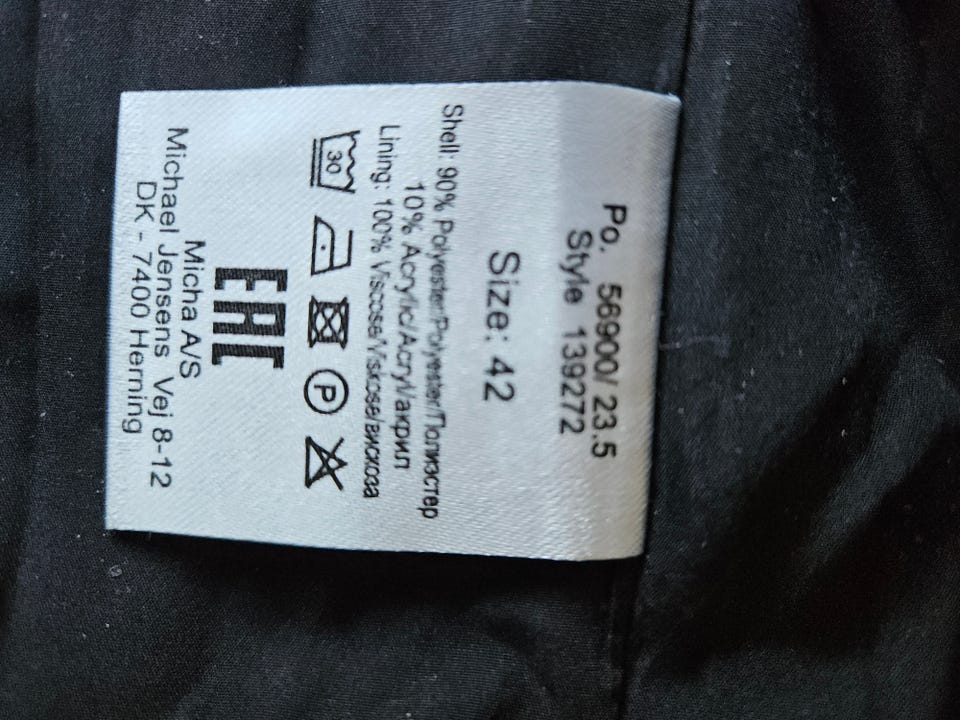 Po. 56900/ 23.5
Style 139272
Size: 42
Shell: 90% Polyester/Polyester/Полиэстер
10% Acrylic/Acryl/акрил
Lining: 100% Viscose/Viskose/вискоза
30
P
EAC
Micha A/S
Michael Jensens Vej 8-12
DK - 7400 Herning